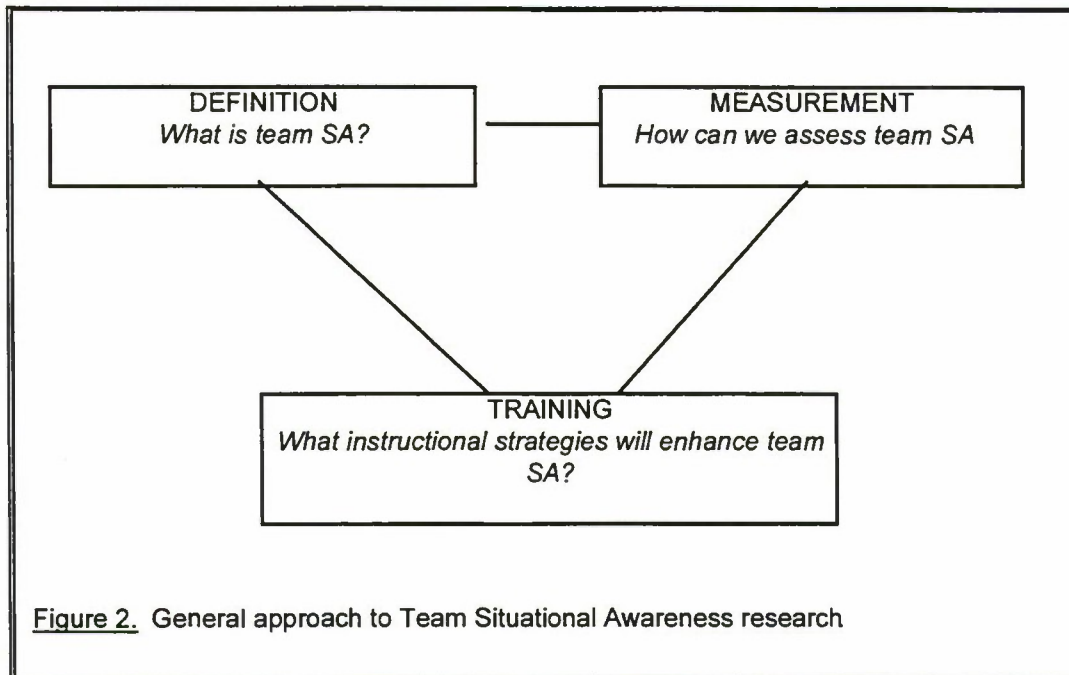 DEFINITION
What is team SA?
MEASUREMENT
How can we assess team SA
TRAINING
What instructional strategies will enhance team
SA?
Figure 2. General approach to Team Situational Awareness research